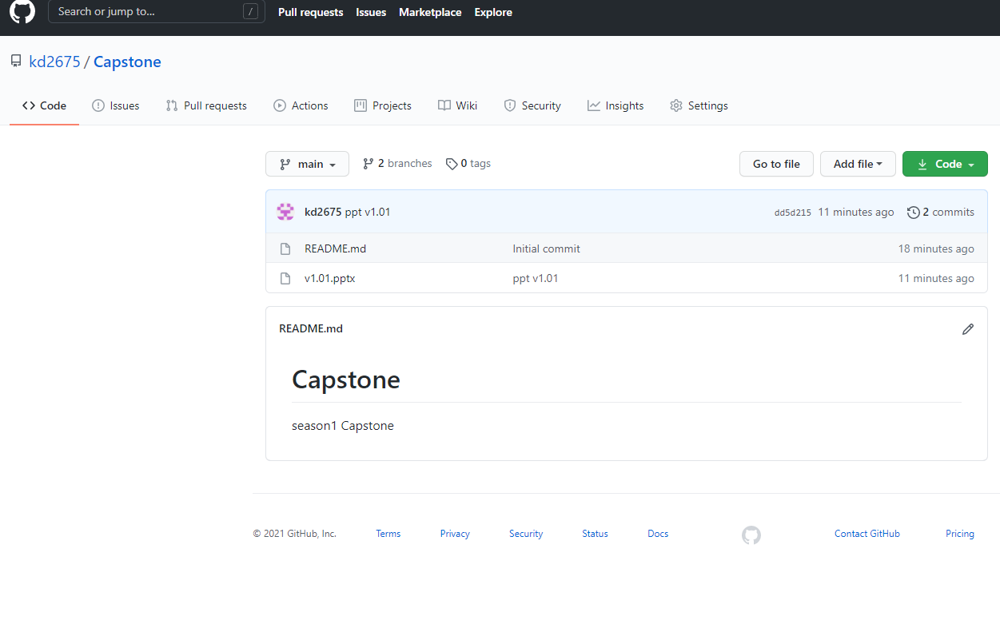 Search or jump to... /
Pull requests Issues Marketplace Explore
kd2675 / Capstone
Code Issues Pull requests Actions Projects Wiki Security Insights Settings
main 2 branches 0 tags Go to file Add file Code
kd2675 ppt v1.01 dd5d215 11 minutes ago 2 commits
README.md Initial commit 18 minutes ago
v1.01.pptx ppt v1.01 11 minutes ago
README.md
Capstone
season1 Capstone
© 2021 GitHub, Inc. Terms Privacy Security Status Docs Contact GitHub Pricing